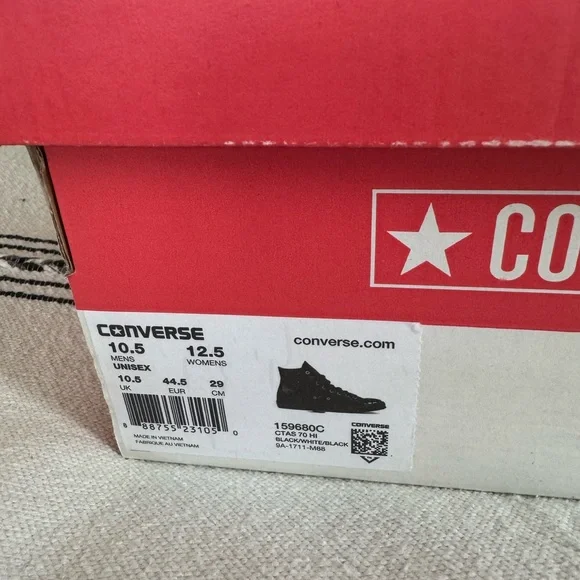 ★ CO
CONVERSE
converse.com
10.5 12.5
MENS WOMENS
UNISEX
10.5 44.5 29
UK EUR CM
8 88755 23105 0
MADE IN VIETNAM
FABRIQUE AU VIETNAM
159680C
CTAS 70 HI
BLACK/WHITE/BLACK
9A-1711-M88
CONVERSE